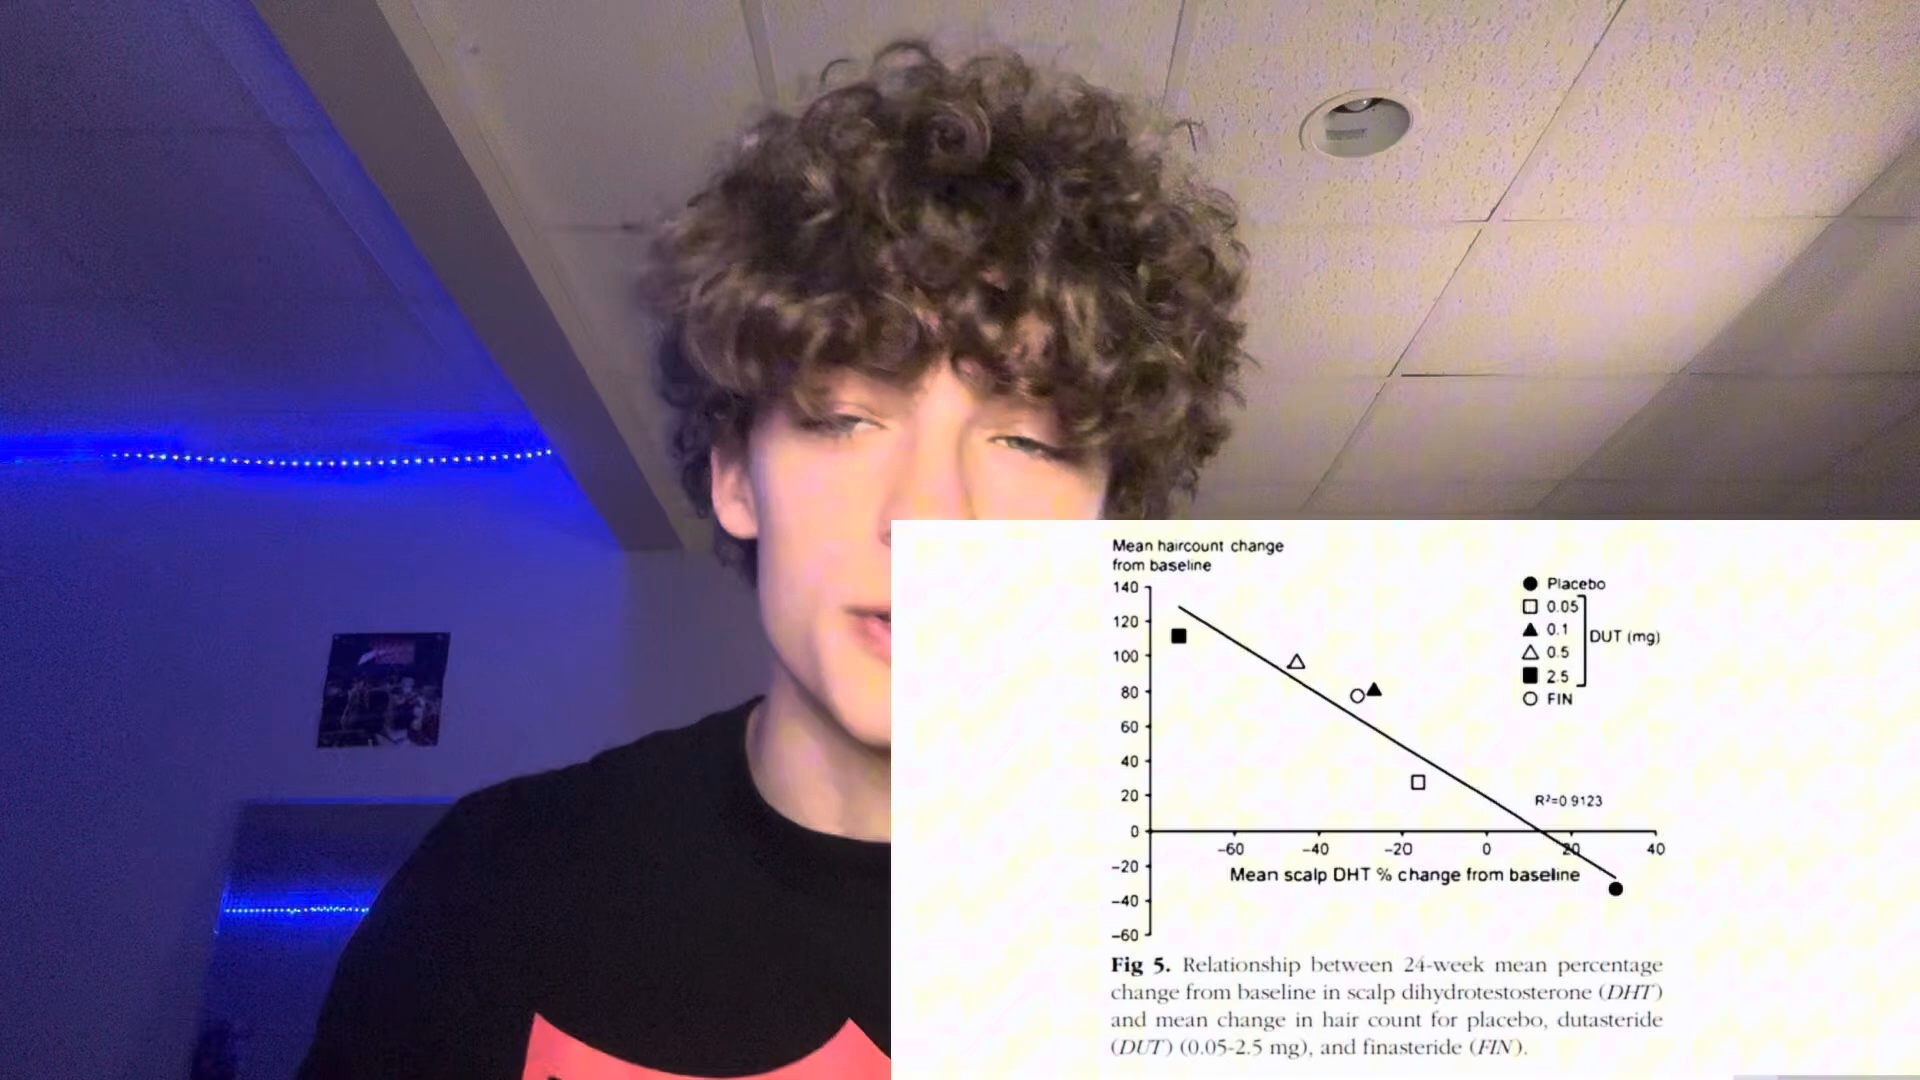 Mean haircount change
from baseline
140
120
100
80
60
40
20
0
-20
-40
-60
-60
-40
-20
0
20
40
Mean scalp DHT % change from baseline
R²=0.9123
Placebo
0.05
0.1
0.5
2.5
FIN
DUT (mg)
Fig 5. Relationship between 24-week mean percentage
change from baseline in scalp dihydrotestosterone (DHT)
and mean change in hair count for placebo, dutasteride
(DUT) (0.05-2.5 mg), and finasteride (FIN).